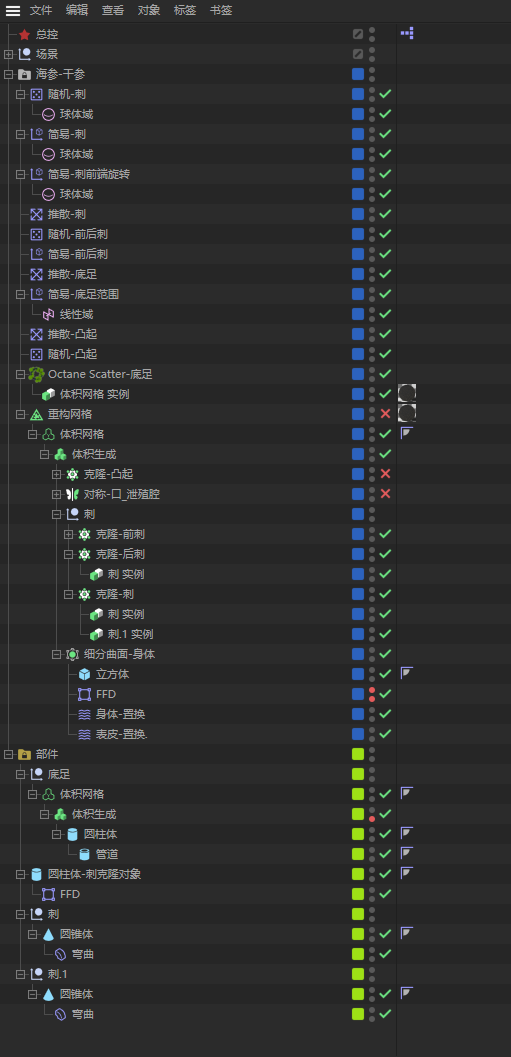 文件 编辑 查看 对象 标签 书签
总控
场景
海参-干参
随机-刺
球体域
简易-刺
球体域
简易-刺前端旋转
球体域
推散-刺
随机-前后刺
简易-前后刺
推散-底足
简易-底足范围
线性域
推散-凸起
随机-凸起
Octane Scatter-底足
体积网格 实例
重构网格
体积网格
体积生成
克隆-凸起
对称-口_泄殖腔
刺
克隆-前刺
克隆-后刺
刺 实例
克隆-刺
刺 实例
刺.1 实例
细分曲面-身体
立方体
FFD
身体-置换
表皮-置换.
部件
底足
体积网格
体积生成
圆柱体
管道
圆柱体-刺克隆对象
FFD
刺
圆锥体
弯曲
刺.1
圆锥体
弯曲